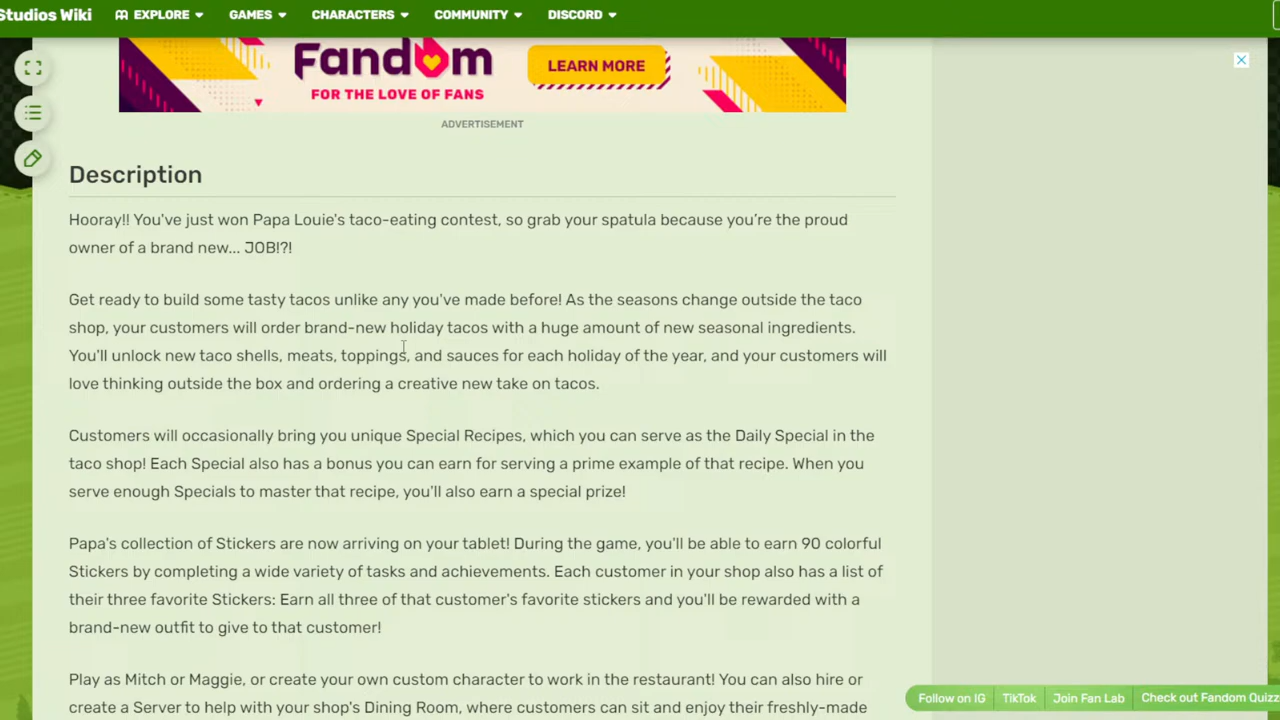 Studios Wiki EXPLORE GAMES CHARACTERS COMMUNITY DISCORD
Fandom
FOR THE LOVE OF FANS
LEARN MORE
ADVERTISEMENT
Description
Hooray!! You've just won Papa Louie's taco-eating contest, so grab your spatula because you're the proud
owner of a brand new... JOB!?!
Get ready to build some tasty tacos unlike any you've made before! As the seasons change outside the taco
shop, your customers will order brand-new holiday tacos with a huge amount of new seasonal ingredients.
You'll unlock new taco shells, meats, toppings, and sauces for each holiday of the year, and your customers will
love thinking outside the box and ordering a creative new take on tacos.
Customers will occasionally bring you unique Special Recipes, which you can serve as the Daily Special in the
taco shop! Each Special also has a bonus you can earn for serving a prime example of that recipe. When you
serve enough Specials to master that recipe, you'll also earn a special prize!
Papa's collection of Stickers are now arriving on your tablet! During the game, you'll be able to earn 90 colorful
Stickers by completing a wide variety of tasks and achievements. Each customer in your shop also has a list of
their three favorite Stickers: Earn all three of that customer's favorite stickers and you'll be rewarded with a
brand-new outfit to give to that customer!
Play as Mitch or Maggie, or create your own custom character to work in the restaurant! You can also hire or
create a Server to help with your shop's Dining Room, where customers can sit and enjoy their freshly-made
Follow on IG TikTok Join Fan Lab Check out Fandom Quizz